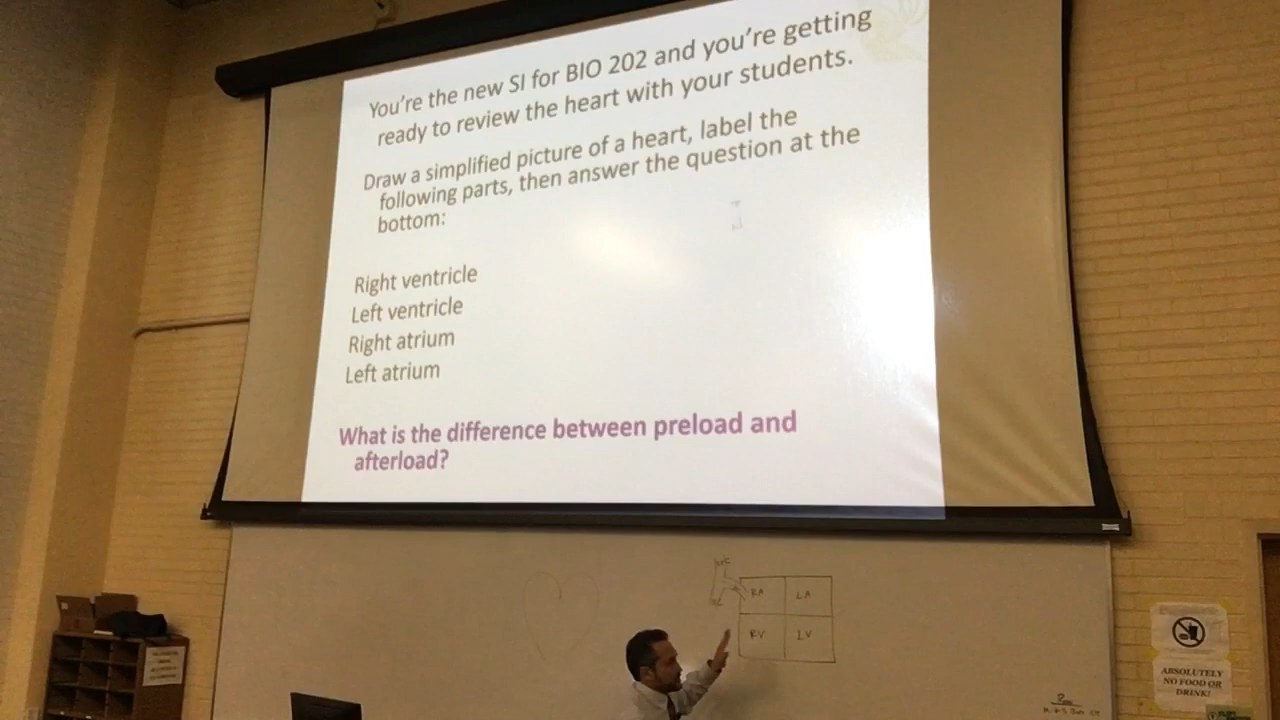 You're the new SI for BIO 202 and you're getting
ready to review the heart with your students.
Draw a simplified picture of a heart, label the
following parts, then answer the question at the
bottom:
Right ventricle
Left ventricle
Right atrium
Left atrium
What is the difference between preload and
afterload?
RA LA
RV LV
ABSOLUTELY
NO FOOD OR
DRINK!